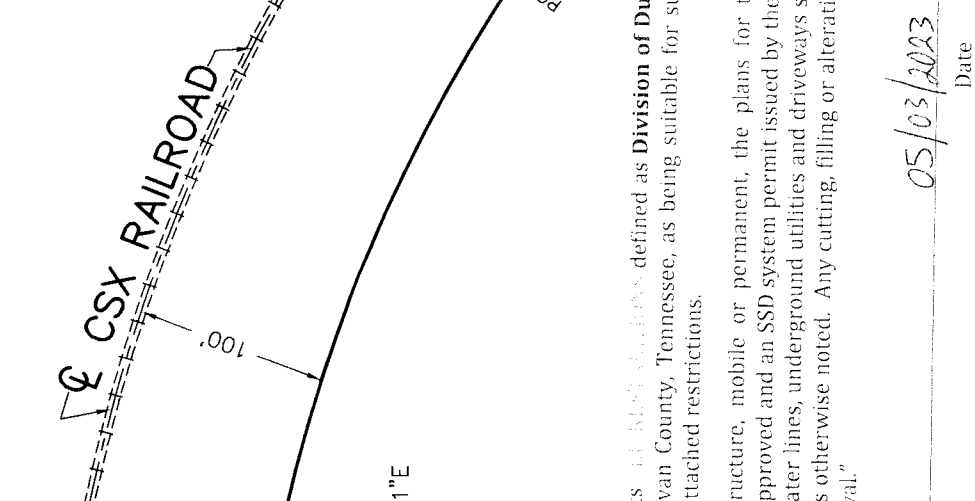 ℄ CSX RAILROAD
100'
1"E
defined as Division of Du
van County, Tennessee, as being suitable for su
ttached restrictions.
ructure, mobile or permanent, the plans for t
pproved and an SSD system permit issued by the
ater lines, underground utilities and driveways s
s otherwise noted. Any cutting, filling or alterati
val."
05/03/2023
Date